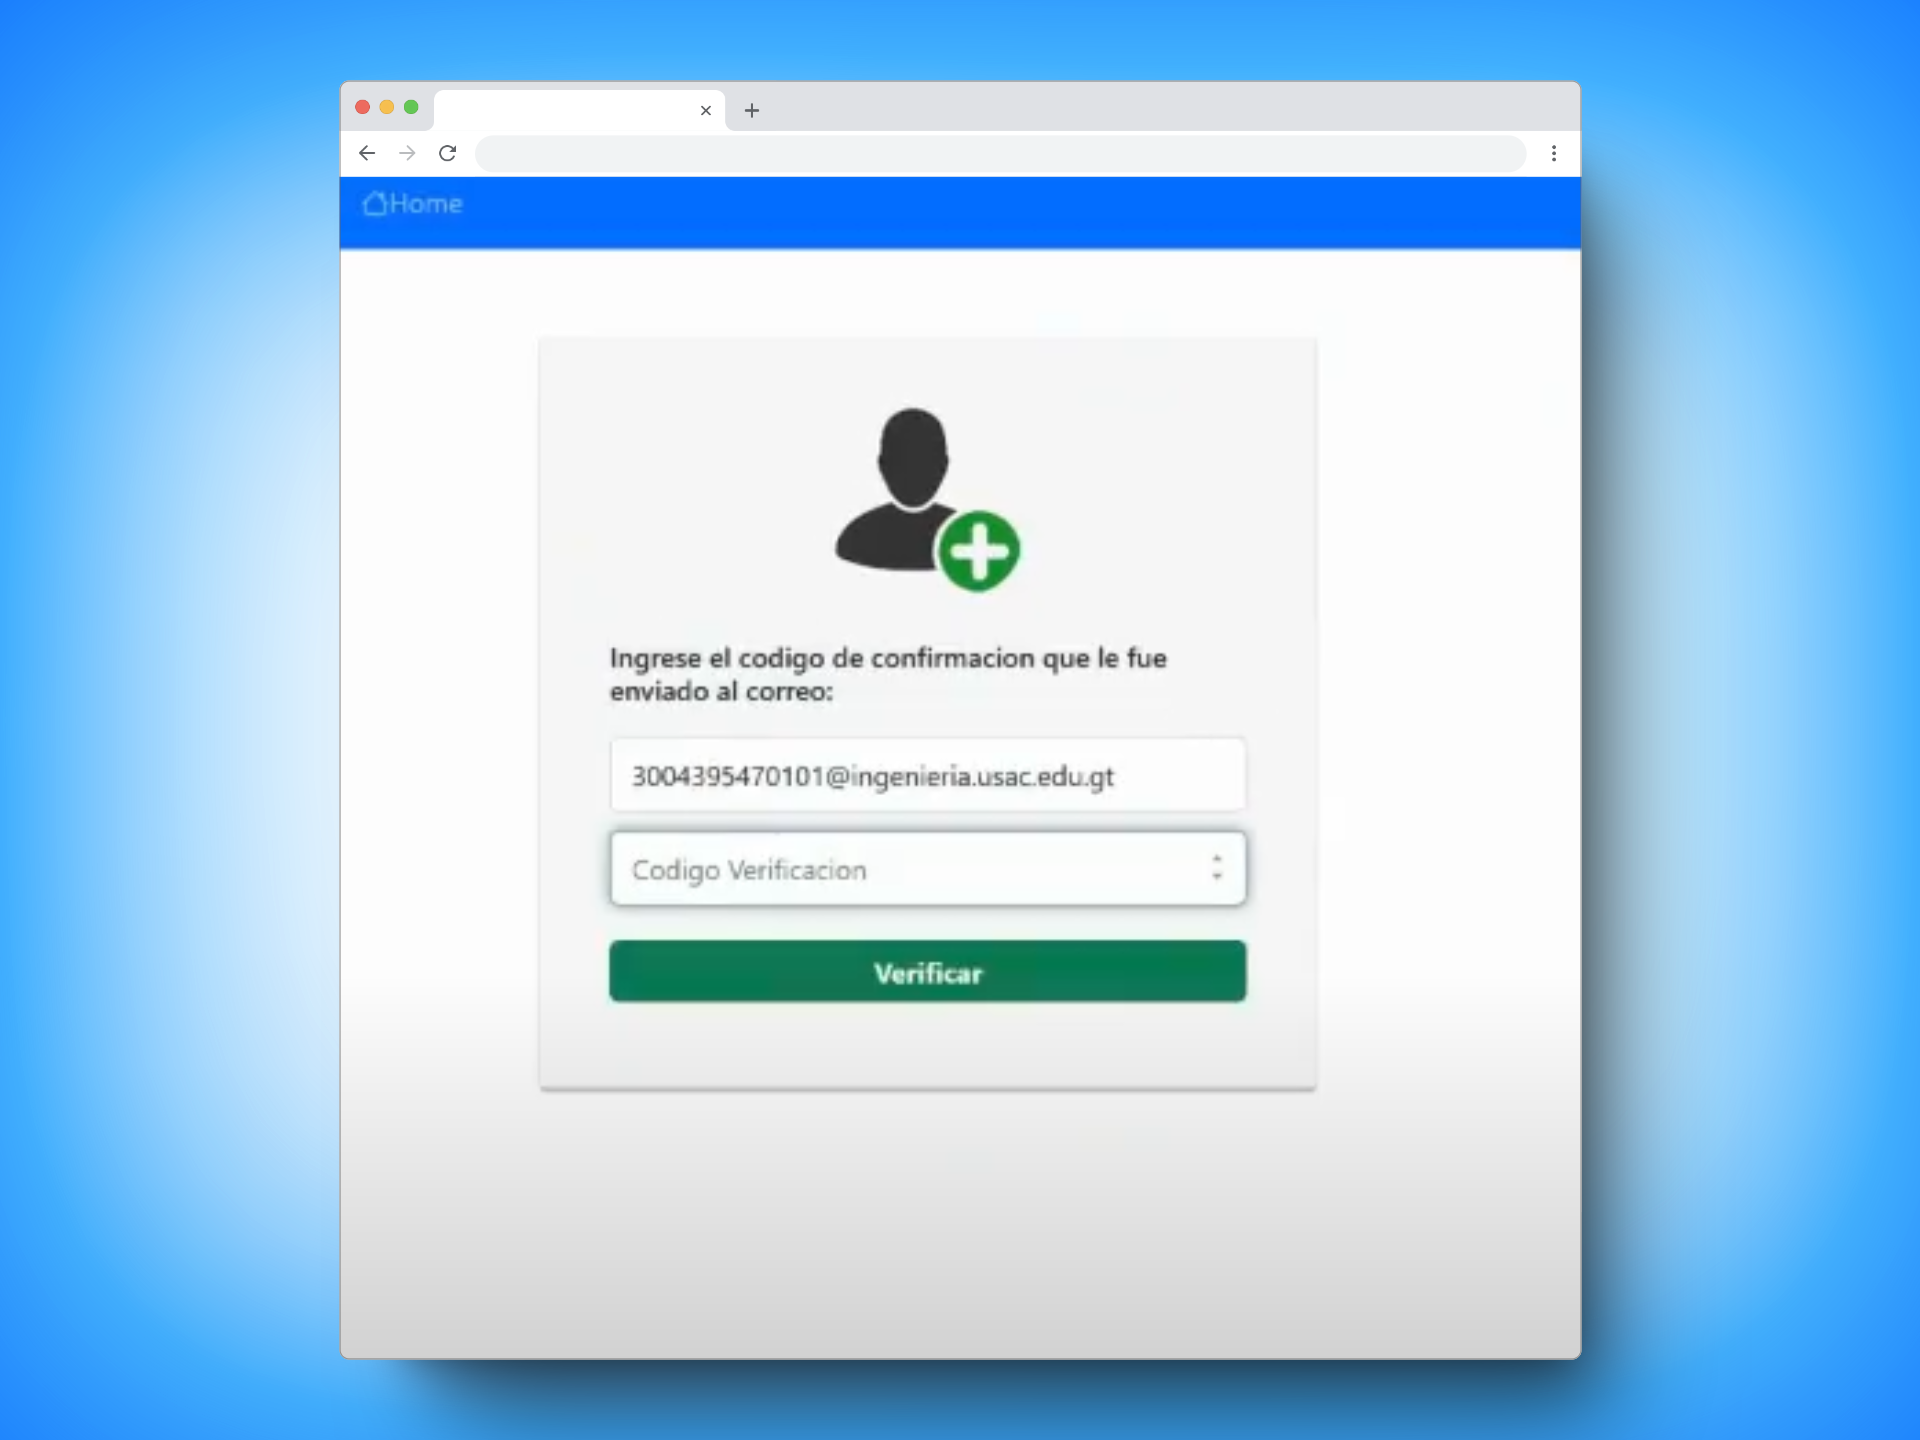 Home
Ingrese el codigo de confirmacion que le fue
enviado al correo:
3004395470101@ingenieria.usac.edu.gt
Codigo Verificacion
Verificar